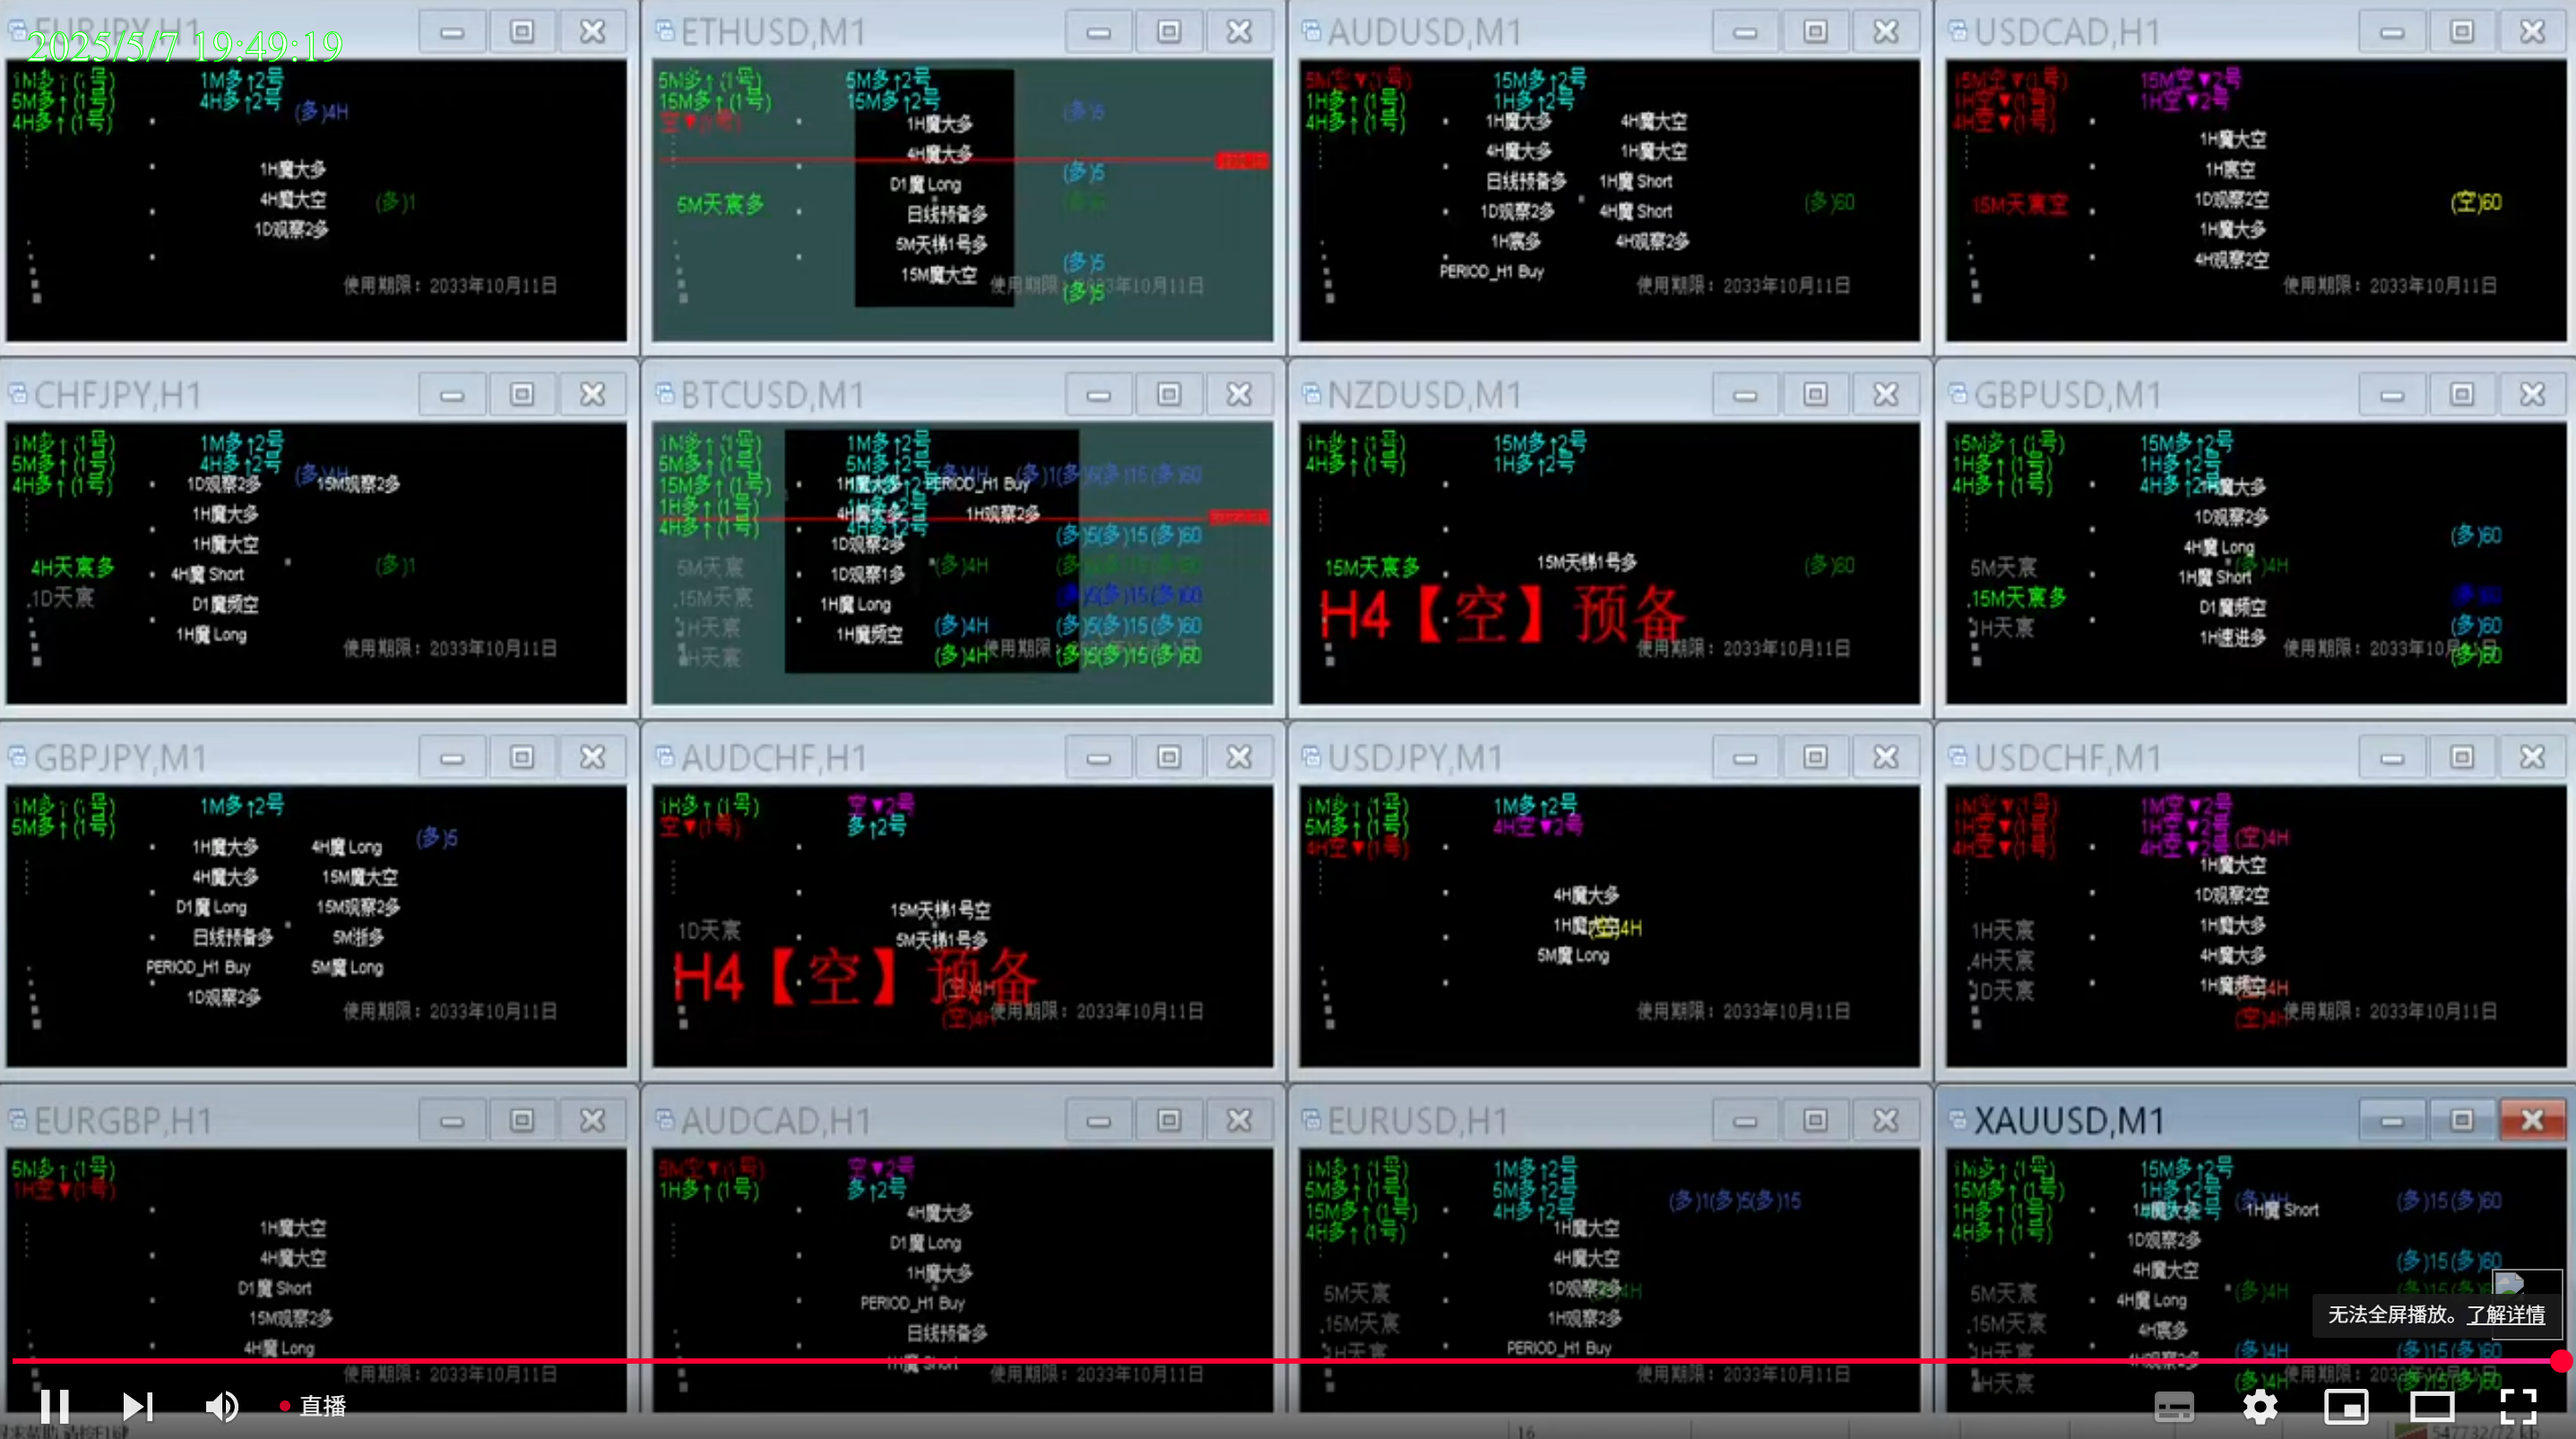 EURJPY,H1
2025/5/7 19:49:19
1M多↑(1号)
5M多↑(1号)
4H多↑(1号)
1M多↑2号
4H多↑2号
(多)4H
1H魔大多
4H魔大空
(多)1
1D观察2多
使用期限：2033年10月11日
ETHUSD,M1
5M多↑(1号)
15M多↑(1号)
空▼(1号)
5M多↑2号
15M多↑2号
(多)5
1H魔大多
4H魔大多
(多)5
D1魔 Long
5M天宸多
日线预备多
5M天梯1号多
(多)5
15M魔大空
(多)5
AUDUSD,M1
5M空▼(1号)
1H多↑(1号)
4H多↑(1号)
15M多↑2号
1H多↑2号
1H魔大多 4H魔大空
4H魔大多 1H魔大空
日线预备多 1H魔 Short
(多)60
1D观察2多 4H魔 Short
1H宸多 4H观察2多
PERIOD_H1 Buy
使用期限：2033年10月11日
USDCAD,H1
15M空▼(1号)
1H空▼(1号)
4H空▼(1号)
15M空▼2号
1H空▼2号
1H魔大空
1H宸空
15M天宸空
1D观察2空
(空)60
1H魔大多
4H观察2空
使用期限：2033年10月11日
CHFJPY,H1
1M多↑(1号)
5M多↑(1号)
4H多↑(1号)
1M多↑2号
4H多↑2号
(多)4H
1D观察2多 15M观察2多
1H魔大多
1H魔大空
4H天宸多
(多)1
4H魔 Short
1D天宸
D1魔频空
1H魔 Long
使用期限：2033年10月11日
BTCUSD,M1
1M多↑(1号)
5M多↑(1号)
15M多↑(1号)
1H多↑(1号)
4H多↑(1号)
1M多↑2号
5M多↑2号
4H多↑2号
(多)4H (多)1(多)5(多)15(多)60
1H魔大多 PERIOD_H1 Buy
4H魔大多 1H观察2多
(多)5(多)15(多)60
1D观察2多
5M天宸
(多)4H
1D观察1多
15M天宸
(多)5(多)15(多)60
1H魔 Long
1H天宸
(多)4H (多)5(多)15(多)60
1H魔频空
4H天宸
(多)4H (多)5(多)15(多)60
NZDUSD,M1
1h多↑(1号)
4H多↑(1号)
15M多↑2号
1H多↑2号
15M天宸多
15M天梯1号多
(多)60
H4【空】预备
使用期限：2033年10月11日
GBPUSD,M1
15M多↑(1号)
1H多↑(1号)
4H多↑(1号)
15M多↑2号
1H多↑2号
4H多↑2号
1H魔大多
1D观察2多
(多)60
4H魔 Long
5M天宸
(多)4H
1H魔 Short
15M天宸多
(多)60
D1魔频空
1H天宸
(多)60
1H速进多
(多)60
GBPJPY,M1
1M多↑(1号)
5M多↑(1号)
1M多↑2号
(多)5
1H魔大多 4H魔 Long
4H魔大多 15M魔大空
D1魔 Long 15M观察2多
日线预备多 5M浙多
PERIOD_H1 Buy 5M魔 Long
1D观察2多
使用期限：2033年10月11日
AUDCHF,H1
1H多↑(1号)
空▼(1号)
空▼2号
多↑2号
15M天梯1号空
1D天宸
5M天梯1号多
H4【空】预备
(空)4H
(空)4H
使用期限：2033年10月11日
USDJPY,M1
1M多↑(1号)
5M多↑(1号)
4H空▼(1号)
1M多↑2号
4H空▼2号
4H魔大多
1H魔大空
(空)4H
5M魔 Long
使用期限：2033年10月11日
USDCHF,M1
1M空▼(1号)
1H空▼(1号)
4H空▼(1号)
1M空▼2号
1H空▼2号
4H空▼2号
(空)4H
1H魔大空
1D观察2空
1H天宸
1H魔大多
4H天宸
4H魔大多
1D天宸
1H魔频空
(空)4H
(空)4H
使用期限：2033年10月11日
EURGBP,H1
5M多↑(1号)
1H空▼(1号)
1H魔大空
4H魔大空
D1魔 Short
15M观察2多
4H魔 Long
使用期限：2033年10月11日
AUDCAD,H1
5M空▼(1号)
1H多↑(1号)
空▼2号
多↑2号
4H魔大多
D1魔 Long
1H魔大多
PERIOD_H1 Buy
日线预备多
1H魔 Short
使用期限：2033年10月11日
EURUSD,H1
1M多↑(1号)
5M多↑(1号)
15M多↑(1号)
4H多↑(1号)
1M多↑2号
5M多↑2号
4H多↑2号
(多)1(多)5(多)15
1H魔大空
4H魔大空
1D观察2多
5M天宸
1H观察2多
15M天宸
PERIOD_H1 Buy
1H天宸
使用期限：2033年10月11日
XAUUSD,M1
1M多↑(1号)
15M多↑(1号)
1H多↑(1号)
4H多↑(1号)
15M多↑2号
1H多↑2号
(多)4H (多)15(多)60
1H魔 Short
1D观察2多
(多)15(多)60
4H魔大空
5M天宸
(多)4H
4H魔 Long
无法全屏播放。了解详情
15M天宸
4H宸多
1H天宸
(多)4H (多)15(多)60
4H天宸
直播
16